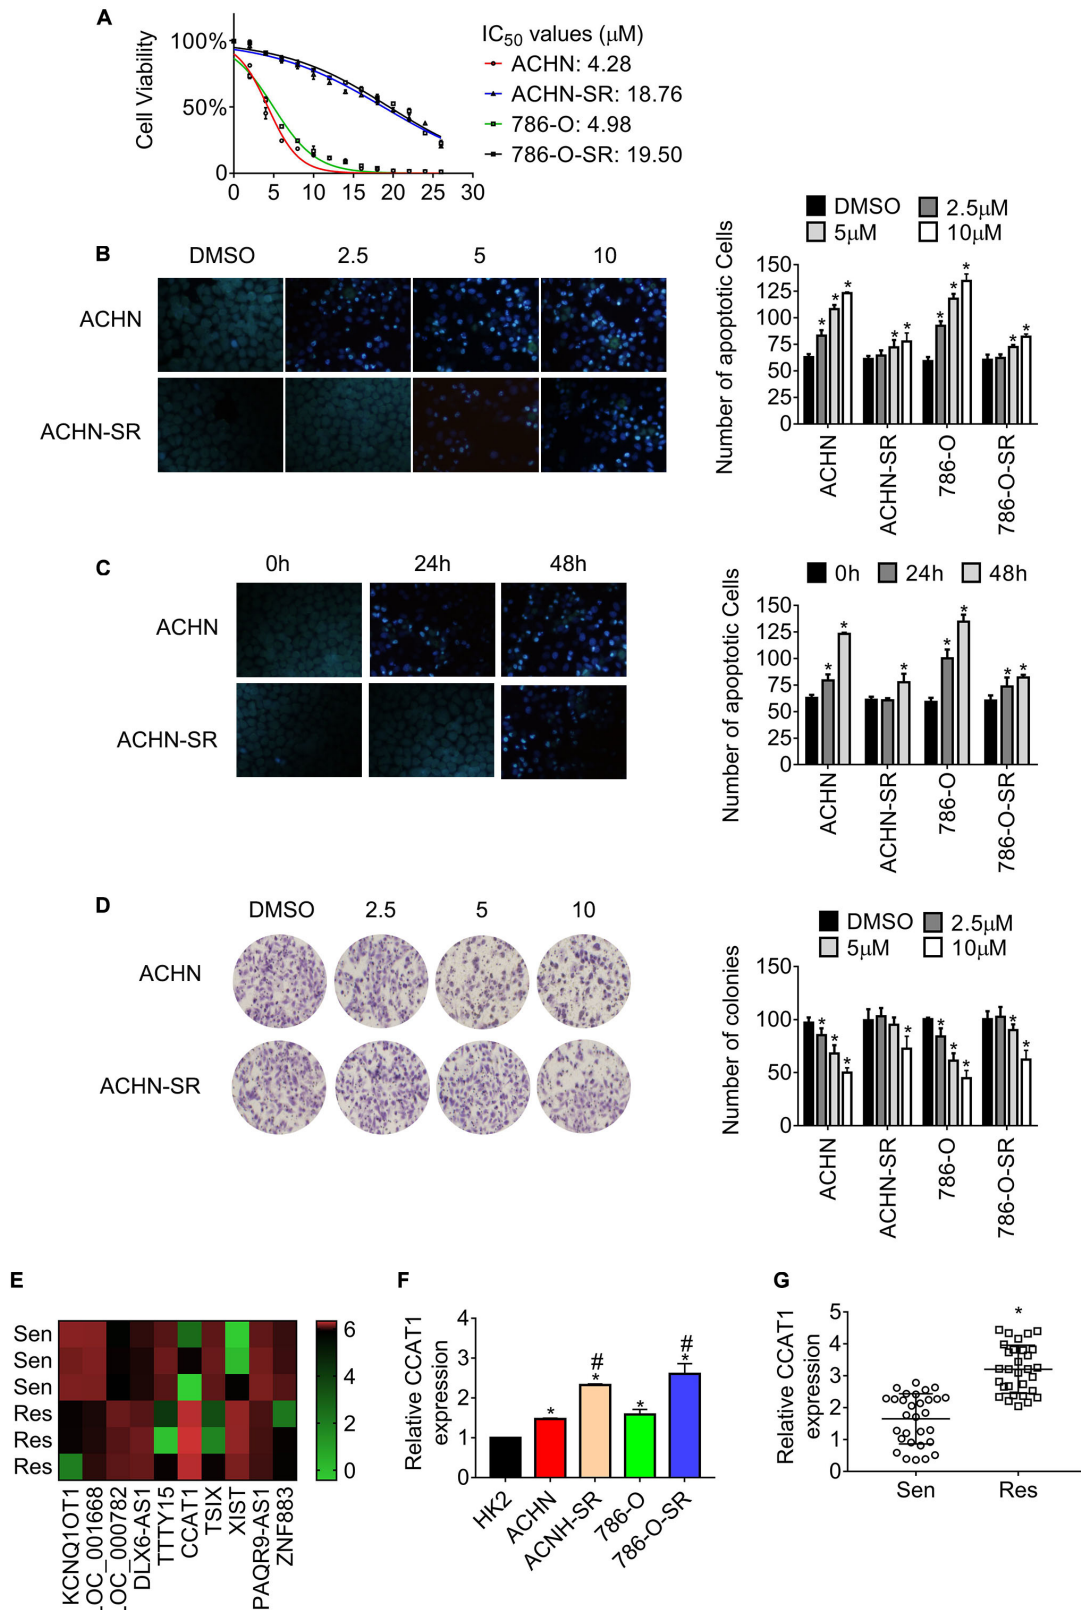 A
Cell Viability
100%
50%
0
0 5 10 15 20 25 30
IC50 values (μM)
ACHN: 4.28
ACHN-SR: 18.76
786-O: 4.98
786-O-SR: 19.50
B
DMSO 2.5 5 10
ACHN
ACHN-SR
DMSO 2.5μM
5μM 10μM
Number of apoptotic Cells
150
125
100
75
50
25
0
* * * * * * * * * *
ACHN ACHN-SR 786-O 786-O-SR
C
0h 24h 48h
ACHN
ACHN-SR
0h 24h 48h
Number of apoptotic Cells
150
125
100
75
50
25
0
* * * * * * *
ACHN ACHN-SR 786-O 786-O-SR
D
DMSO 2.5 5 10
ACHN
ACHN-SR
DMSO 2.5μM
5μM 10μM
Number of colonies
150
100
50
0
* * * * * * * * *
ACHN ACHN-SR 786-O 786-O-SR
E
Sen
Sen
Sen
Res
Res
Res
6
4
2
0
KCNQ1OT1
LOC_001668
LOC_000782
DLX6-AS1
TTTY15
CCAT1
TSIX
XIST
PAQR9-AS1
ZNF883
F
Relative CCAT1
expression
4
3
2
1
0
* # * * # *
HK2 ACHN ACNH-SR 786-O 786-O-SR
G
Relative CCAT1
expression
5
4
3
2
1
0
*
Sen Res